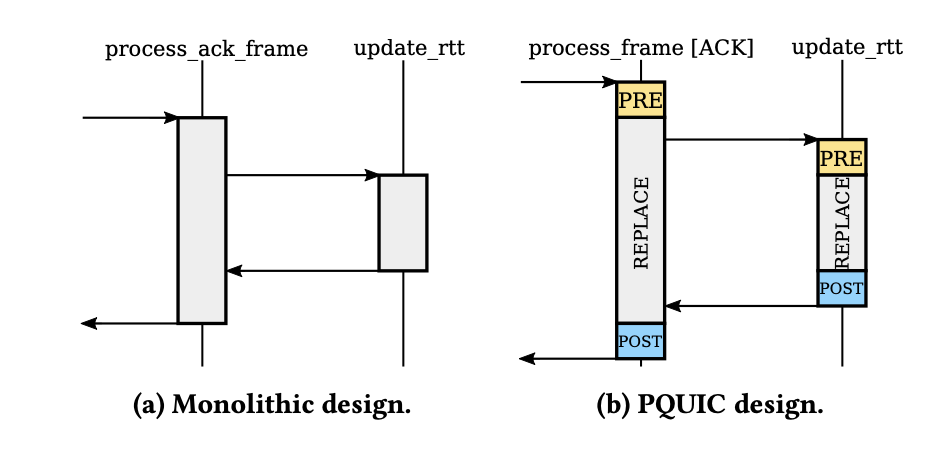 process_ack_frame update_rtt
process_frame [ACK] update_rtt
PRE
PRE
REPLACE
REPLACE
POST
POST
(a) Monolithic design.
(b) PQUIC design.